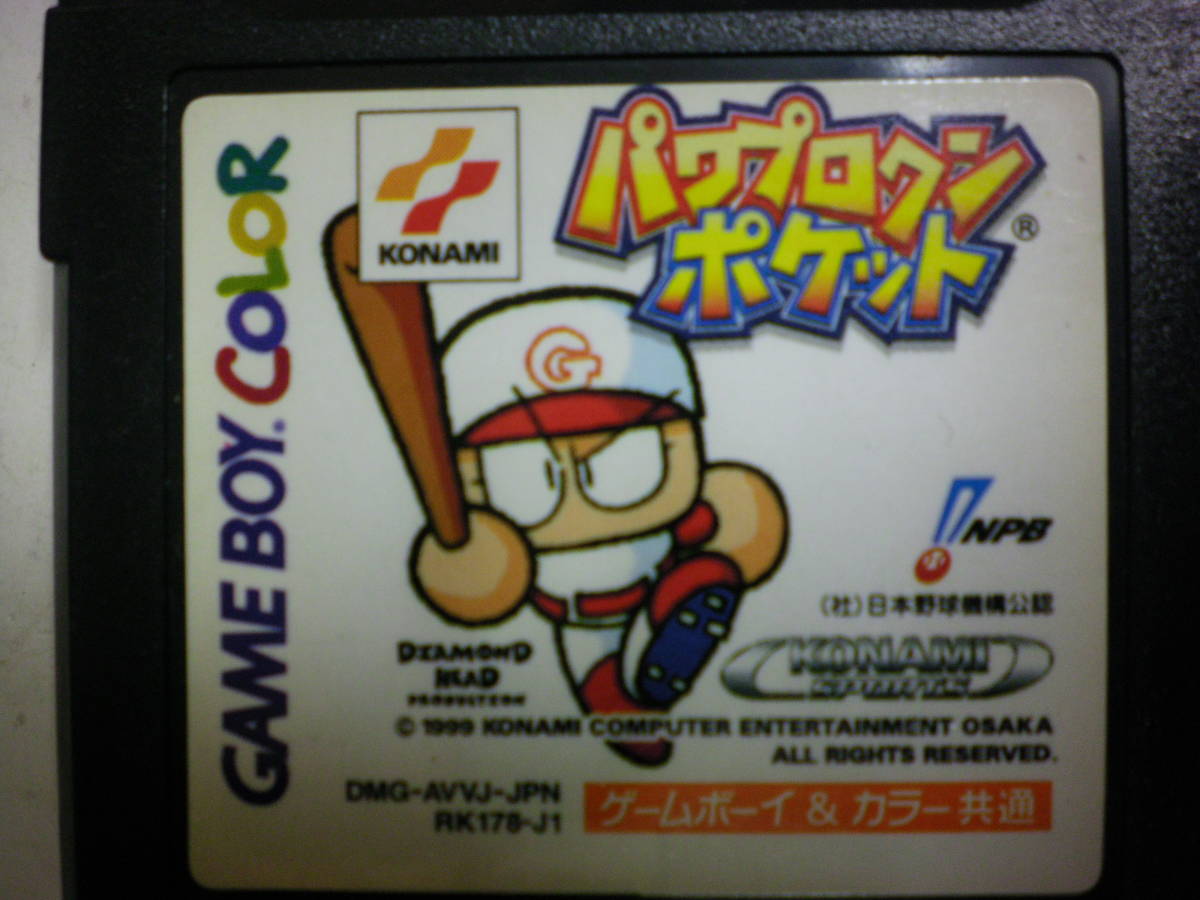 GAME BOY COLOR
KONAMI
パワプロクン
ポケット
®
G
NPB
(社)日本野球機構公認
KONAMI
SPORTS
DIAMOND
HEAD
PRODUCTION
© 1999 KONAMI COMPUTER ENTERTAINMENT OSAKA
ALL RIGHTS RESERVED.
DMG-AVVJ-JPN
RK178-J1
ゲームボーイ & カラー共通